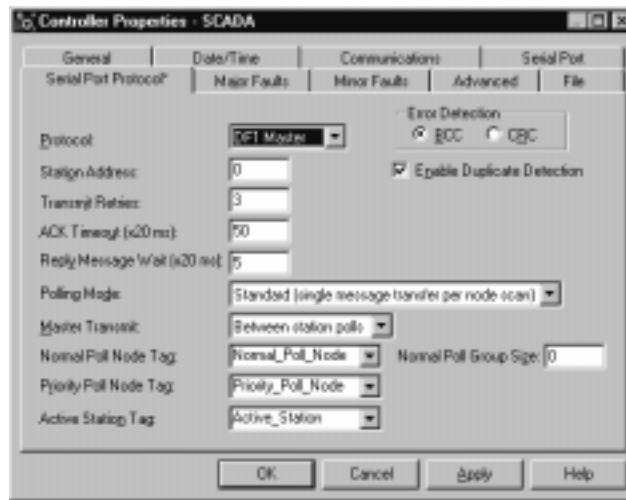 Controller Properties - SCADA
General Date/Time Communications Serial Port
Serial Port Protocol* Major Faults Minor Faults Advanced File
Error Detection
Protocol: DF1 Master BCC CRC
Station Address: 0 Enable Duplicate Detection
Transmit Retries: 3
ACK Timeout (x20 ms): 50
Reply Message Wait (x20 ms): 5
Polling Mode: Standard (single message transfer per node scan)
Master Transmit: Between station polls
Normal Poll Node Tag: Normal_Poll_Node Normal Poll Group Size: 0
Priority Poll Node Tag: Priority_Poll_Node
Active Station Tag: Active_Station
OK Cancel Apply Help